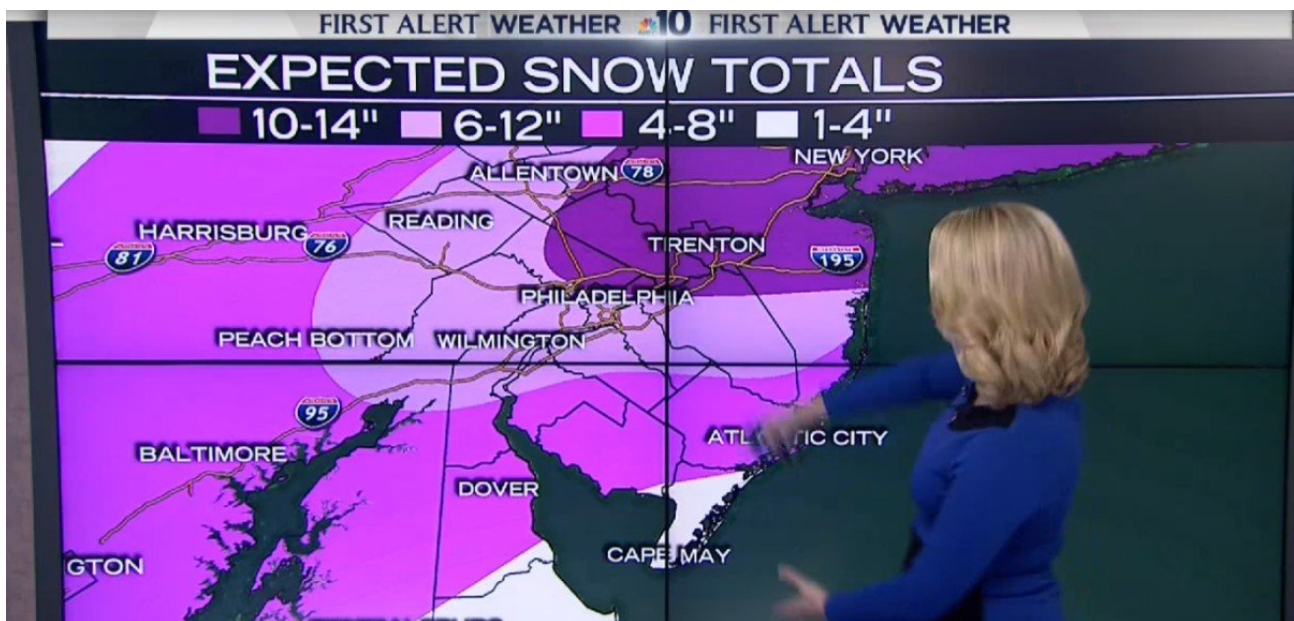 FIRST ALERT WEATHER 10 FIRST ALERT WEATHER
EXPECTED SNOW TOTALS
10-14" 6-12" 4-8" 1-4"
NEW YORK
ALLENTOWN 78
READING
HARRISBURG 76
TRENTON
81
195
PHILADELPHIA
PEACH BOTTOM WILMINGTON
95
ATLANTIC CITY
BALTIMORE
DOVER
CAPE MAY
GTON